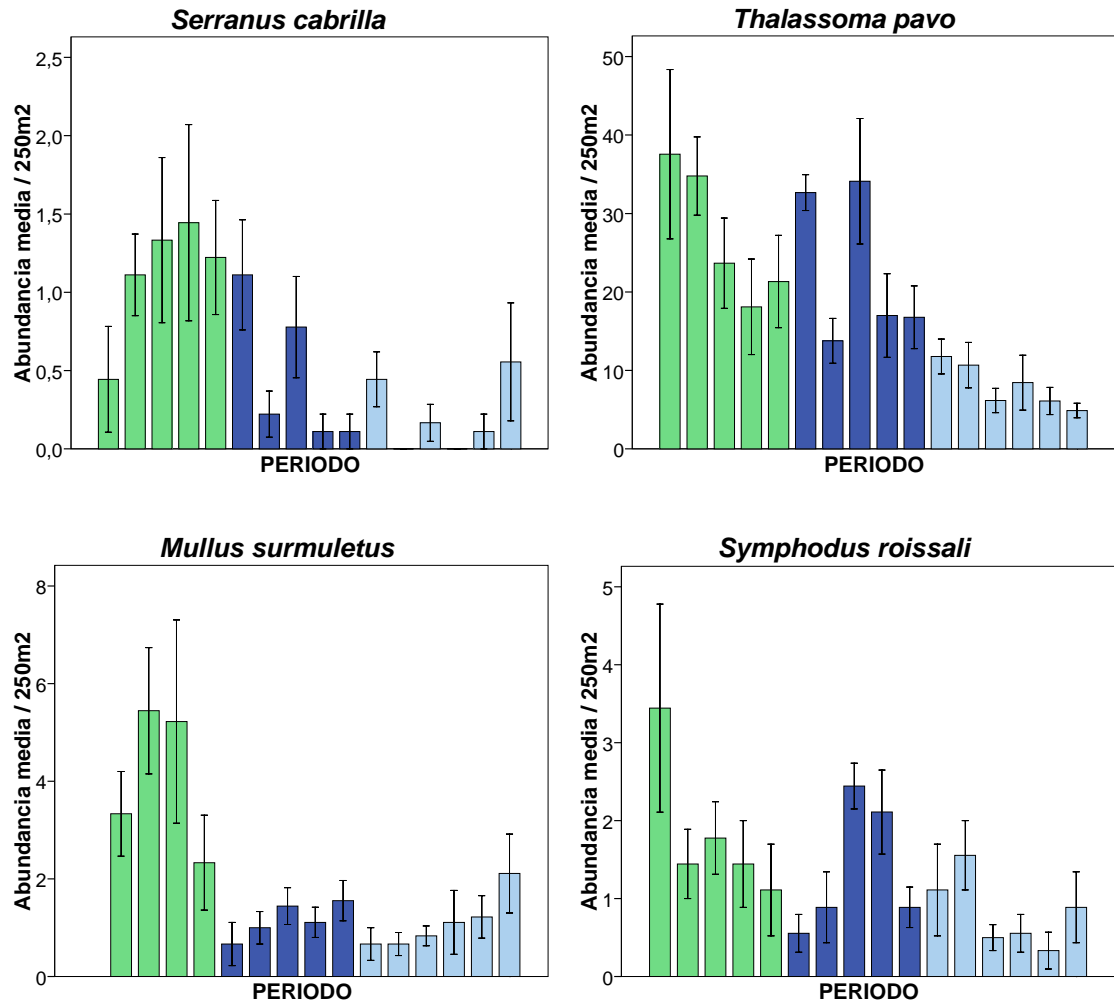 Serranus cabrilla
Abundancia media / 250m2
2,5
2,0
1,5
1,0
0,5
0,0
PERIODO
Thalassoma pavo
Abundancia media / 250m2
50
40
30
20
10
0
PERIODO
Mullus surmuletus
Abundancia media / 250m2
8
6
4
2
0
PERIODO
Symphodus roissali
Abundancia media / 250m2
5
4
3
2
1
0
PERIODO